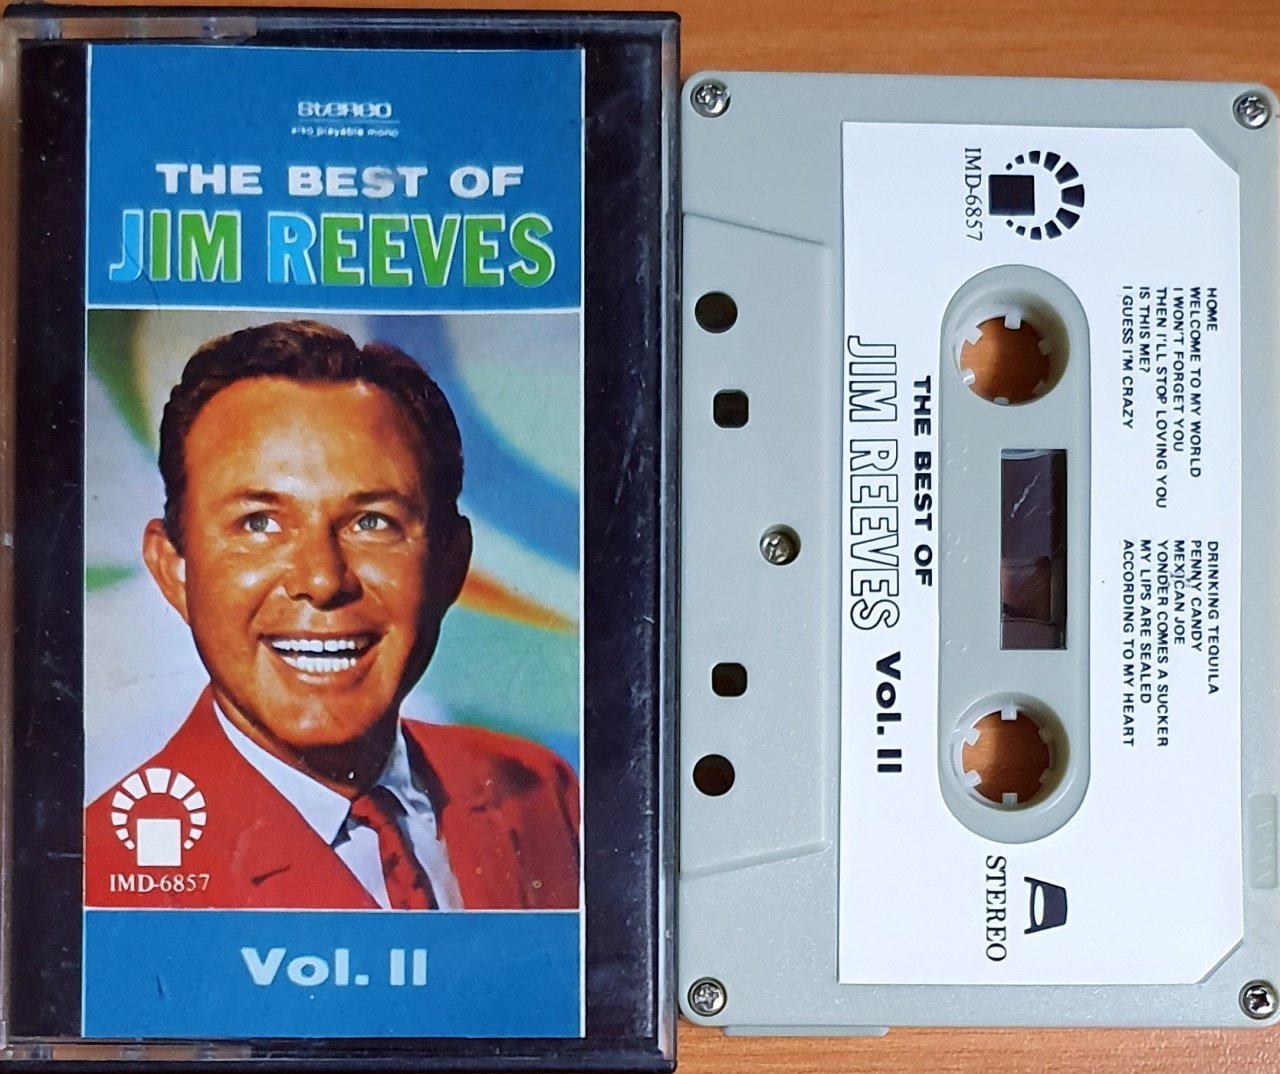 STEREO
also playable mono
THE BEST OF
JIM REEVES
IMD-6857
Vol. II
IMD-6857
HOME
WELCOME TO MY WORLD
I WON'T FORGET YOU
THEN I'LL STOP LOVING YOU
IS THIS ME?
I GUESS I'M CRAZY
DRINKING TEQUILA
PENNY CANDY
MEXICAN JOE
YONDER COMES A SUCKER
MY LIPS ARE SEALED
ACCORDING TO MY HEART
THE BEST OF
JIM REEVES Vol. II
STEREO